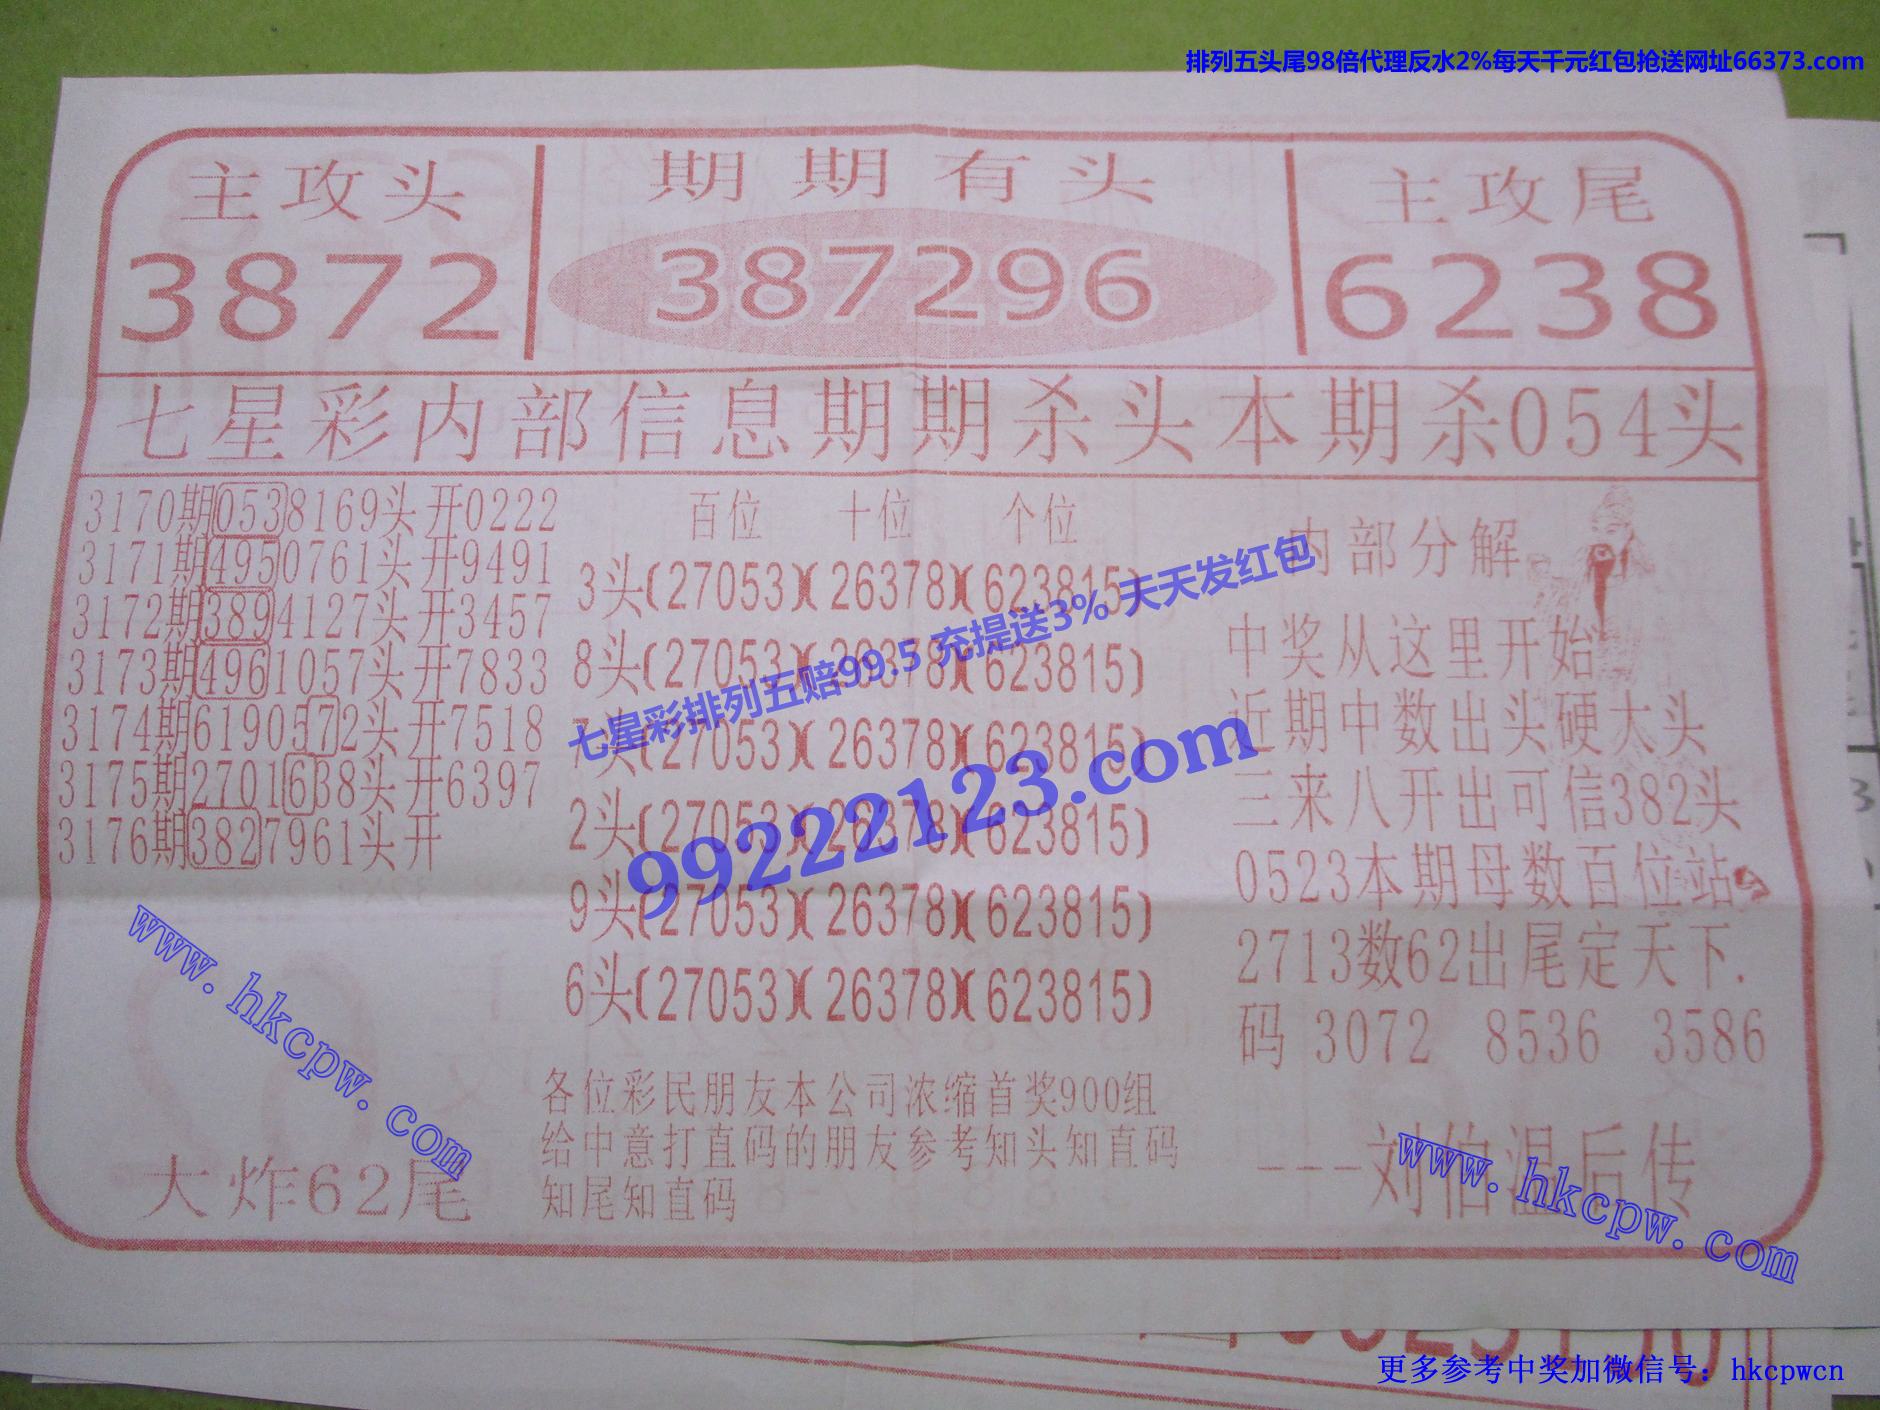 排列五头尾98倍代理反水2%每天千元红包抢送网址66373.com
主攻头
3872
期期有头
387296
主攻尾
6238
七星彩内部信息期期杀头本期杀054头
3170期0538169头开0222
3171期4950761头开9491
3172期3894127头开3457
3173期4961057头开7833
3174期6190572头开7518
3175期2701638头开6397
3176期3827961头开
百位 十位 个位
3头(27053)(26378)(623815)
8头(27053)(26378)(623815)
7头(27053)(26378)(623815)
2头(27053)(26378)(623815)
9头(27053)(26378)(623815)
6头(27053)(26378)(623815)
七星彩排列五赔99.5 充提送3% 天天发红包
99222123.com
内部分解
中奖从这里开始
近期中数出头硬大头
三来八开出可信382头
0523本期母数百位站
2713数62出尾定天下.
码 3072 8536 3586
---刘伯温后传
www.hkcpw.com
大炸62尾
各位彩民朋友本公司浓缩首奖900组
给中意打直码的朋友参考知头知直码
知尾知直码
www.hkcpw.com
更多参考中奖加微信号：hkcpwcn